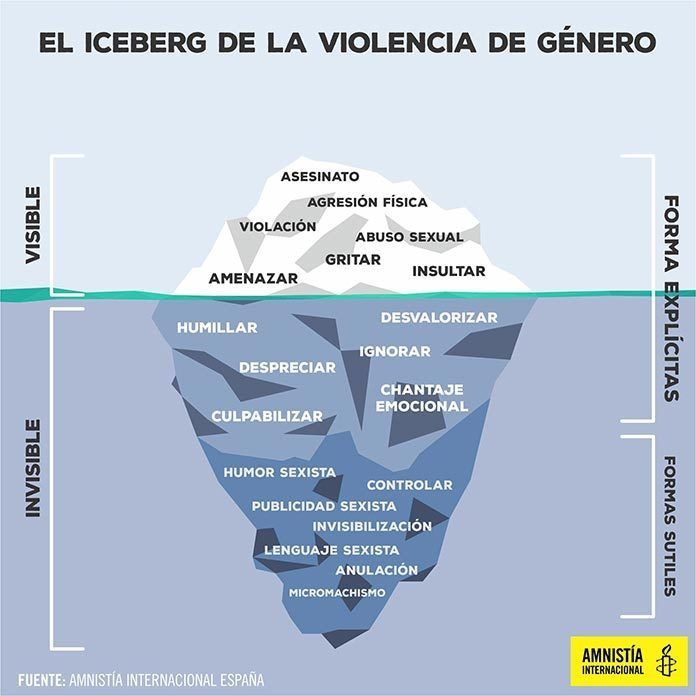 EL ICEBERG DE LA VIOLENCIA DE GÉNERO
VISIBLE
FORMA EXPLÍCITAS
ASESINATO
AGRESIÓN FÍSICA
VIOLACIÓN
ABUSO SEXUAL
GRITAR
AMENAZAR
INSULTAR
INVISIBLE
HUMILLAR
DESVALORIZAR
DESPRECIAR
IGNORAR
CULPABILIZAR
CHANTAJE
EMOCIONAL
FORMAS SUTILES
HUMOR SEXISTA
CONTROLAR
PUBLICIDAD SEXISTA
INVISIBILIZACIÓN
LENGUAJE SEXISTA
ANULACIÓN
MICROMACHISMO
AMNISTÍA
INTERNACIONAL
FUENTE: AMNISTÍA INTERNACIONAL ESPAÑA